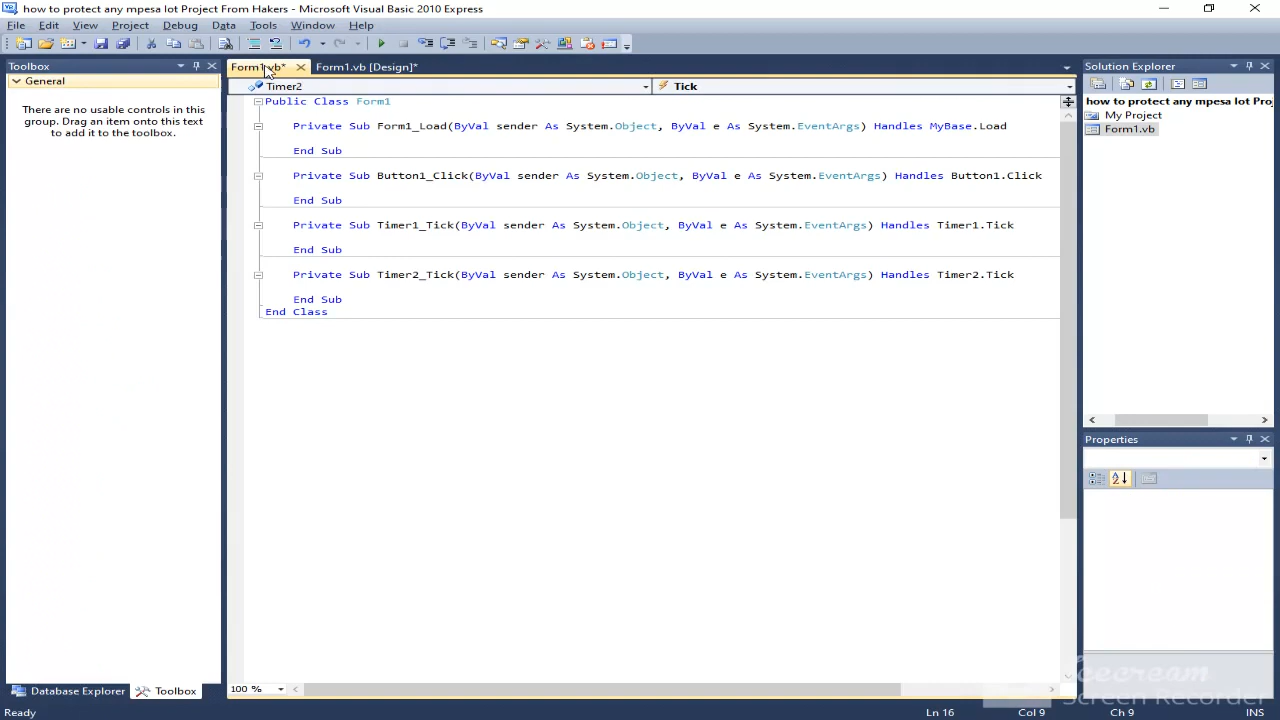 how to protect any mpesa lot Project From Hakers - Microsoft Visual Basic 2010 Express
File Edit View Project Debug Data Tools Window Help
Toolbox
General
There are no usable controls in this
group. Drag an item onto this text
to add it to the toolbox.
Database Explorer Toolbox
Form1.vb* Form1.vb [Design]*
Timer2 Tick
Public Class Form1
Private Sub Form1_Load(ByVal sender As System.Object, ByVal e As System.EventArgs) Handles MyBase.Load
End Sub
Private Sub Button1_Click(ByVal sender As System.Object, ByVal e As System.EventArgs) Handles Button1.Click
End Sub
Private Sub Timer1_Tick(ByVal sender As System.Object, ByVal e As System.EventArgs) Handles Timer1.Tick
End Sub
Private Sub Timer2_Tick(ByVal sender As System.Object, ByVal e As System.EventArgs) Handles Timer2.Tick
End Sub
End Class
100 %
Solution Explorer
how to protect any mpesa lot Proj
My Project
Form1.vb
Properties
Icecream
Screen Recorder
Ready Ln 16 Col 9 Ch 9 INS